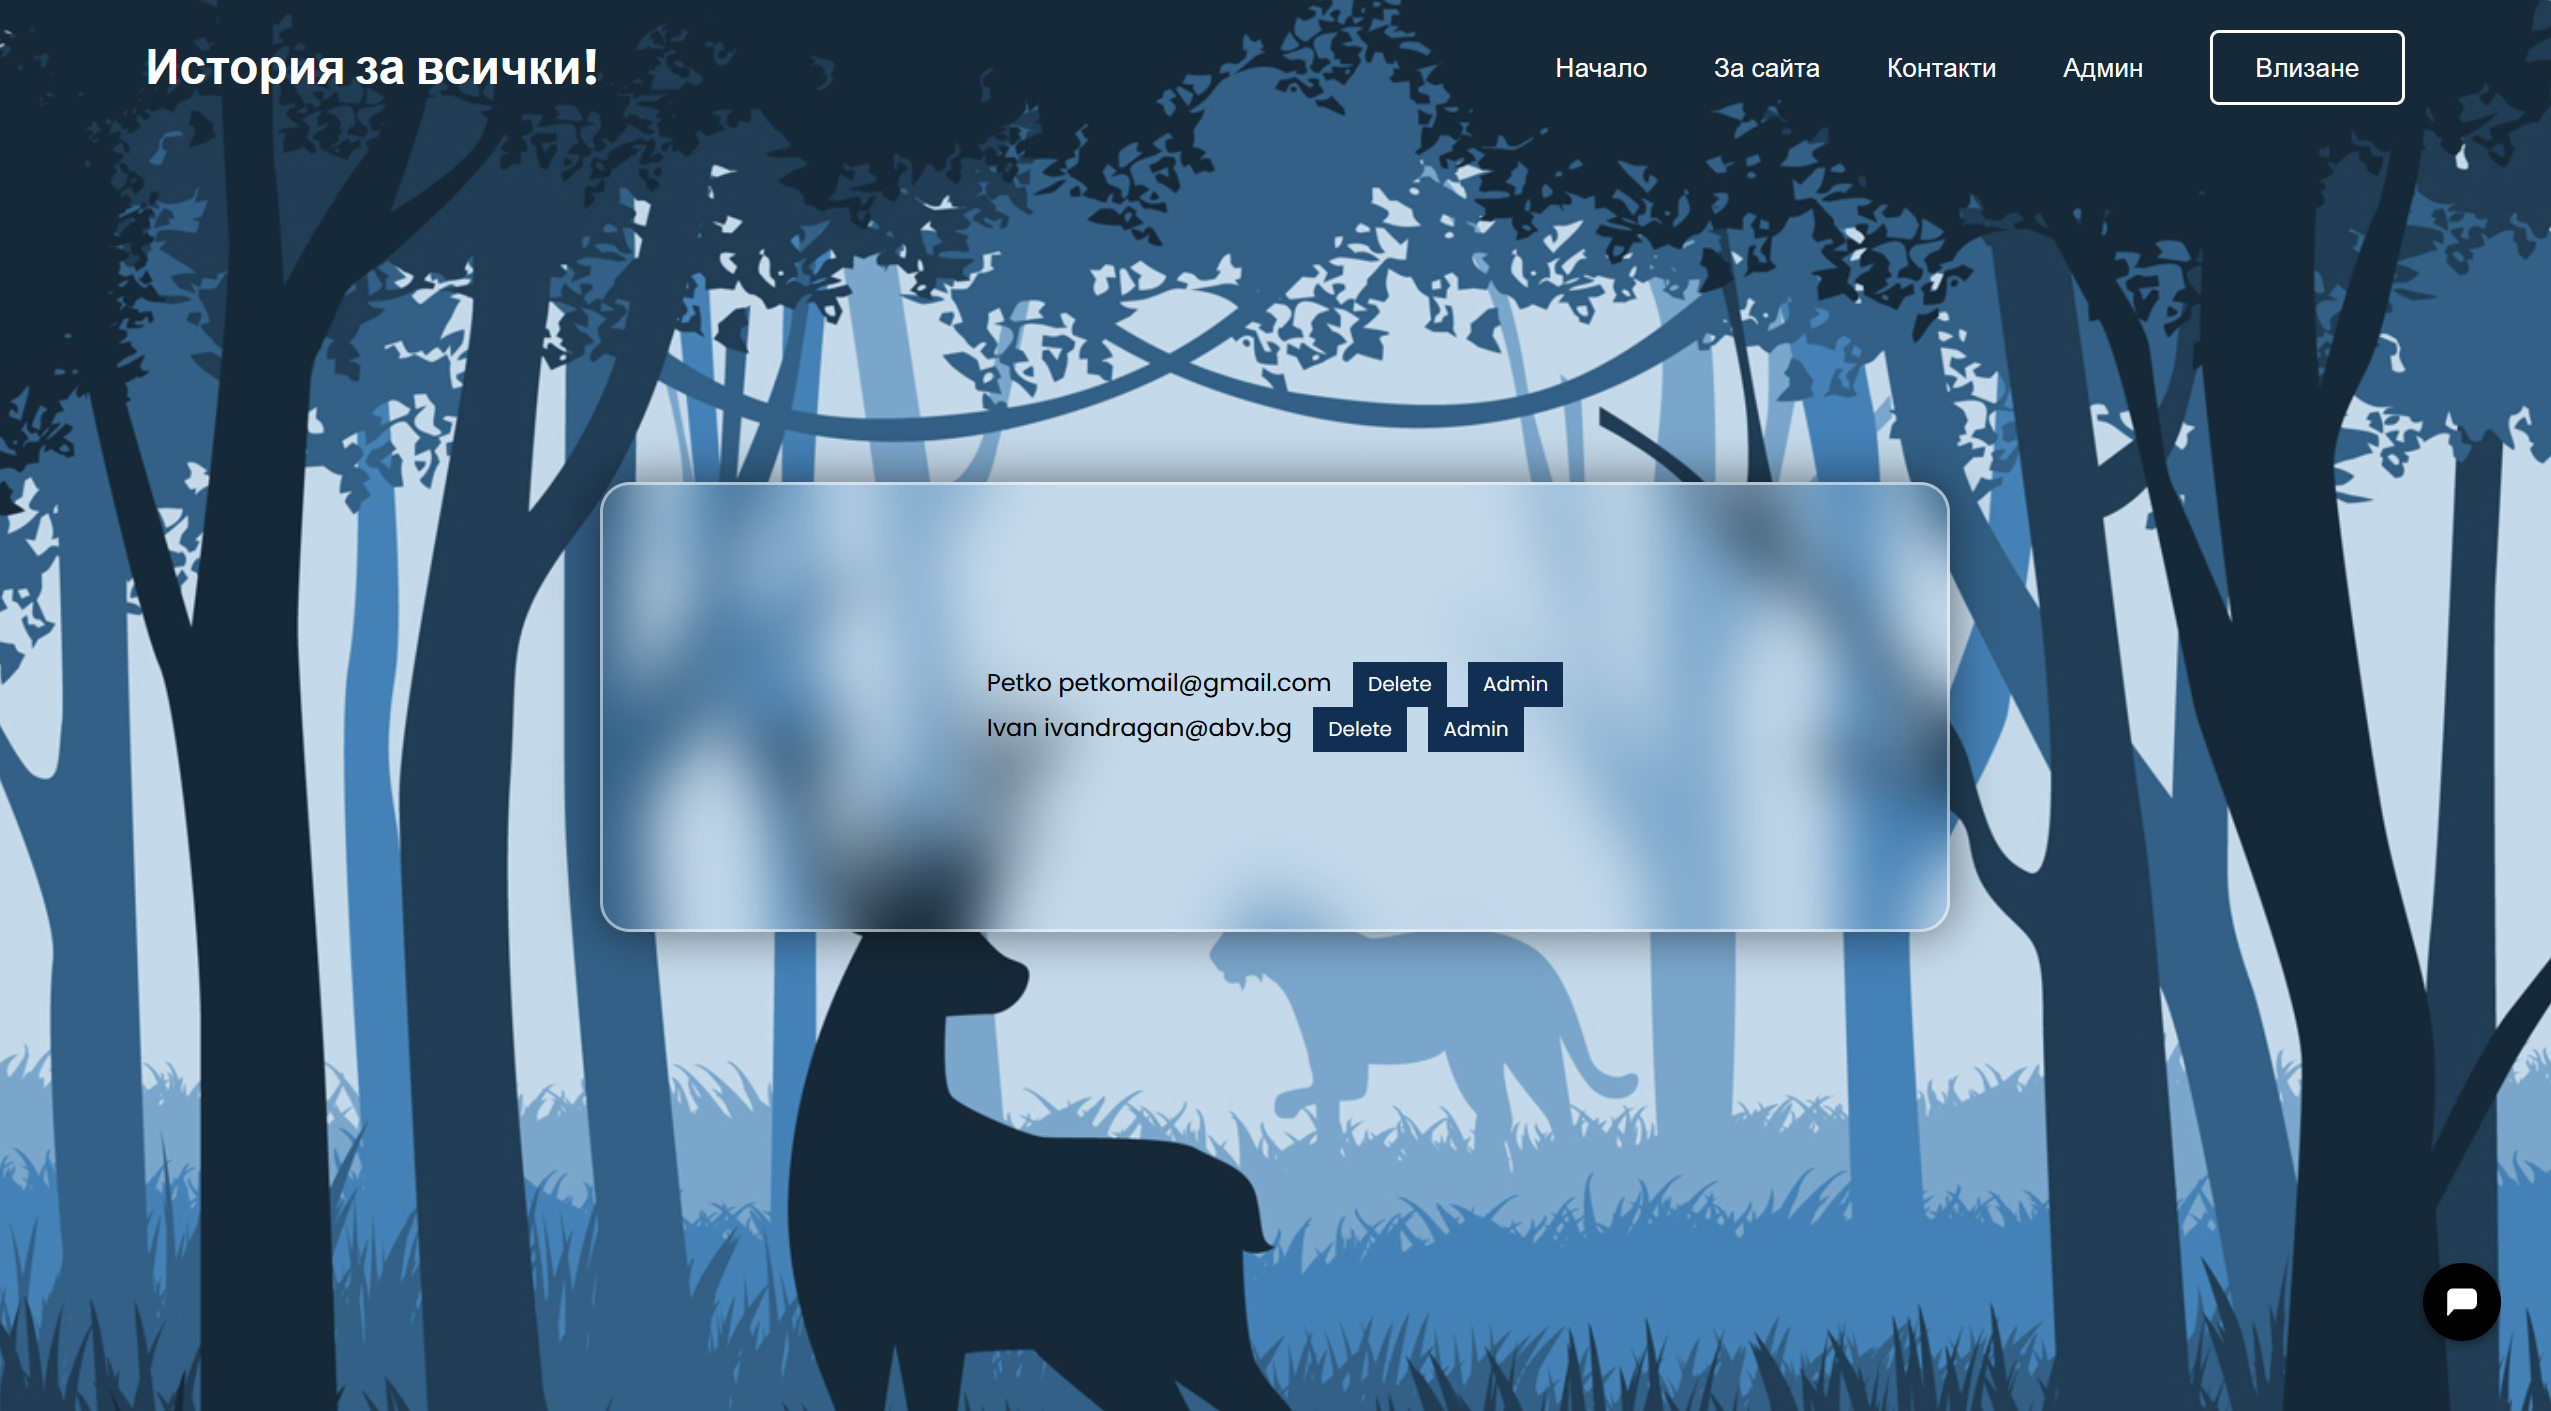 История за всички!
Начало За сайта Контакти Админ Влизане
Petko petkomail@gmail.com Delete Admin
Ivan ivandragan@abv.bg Delete Admin